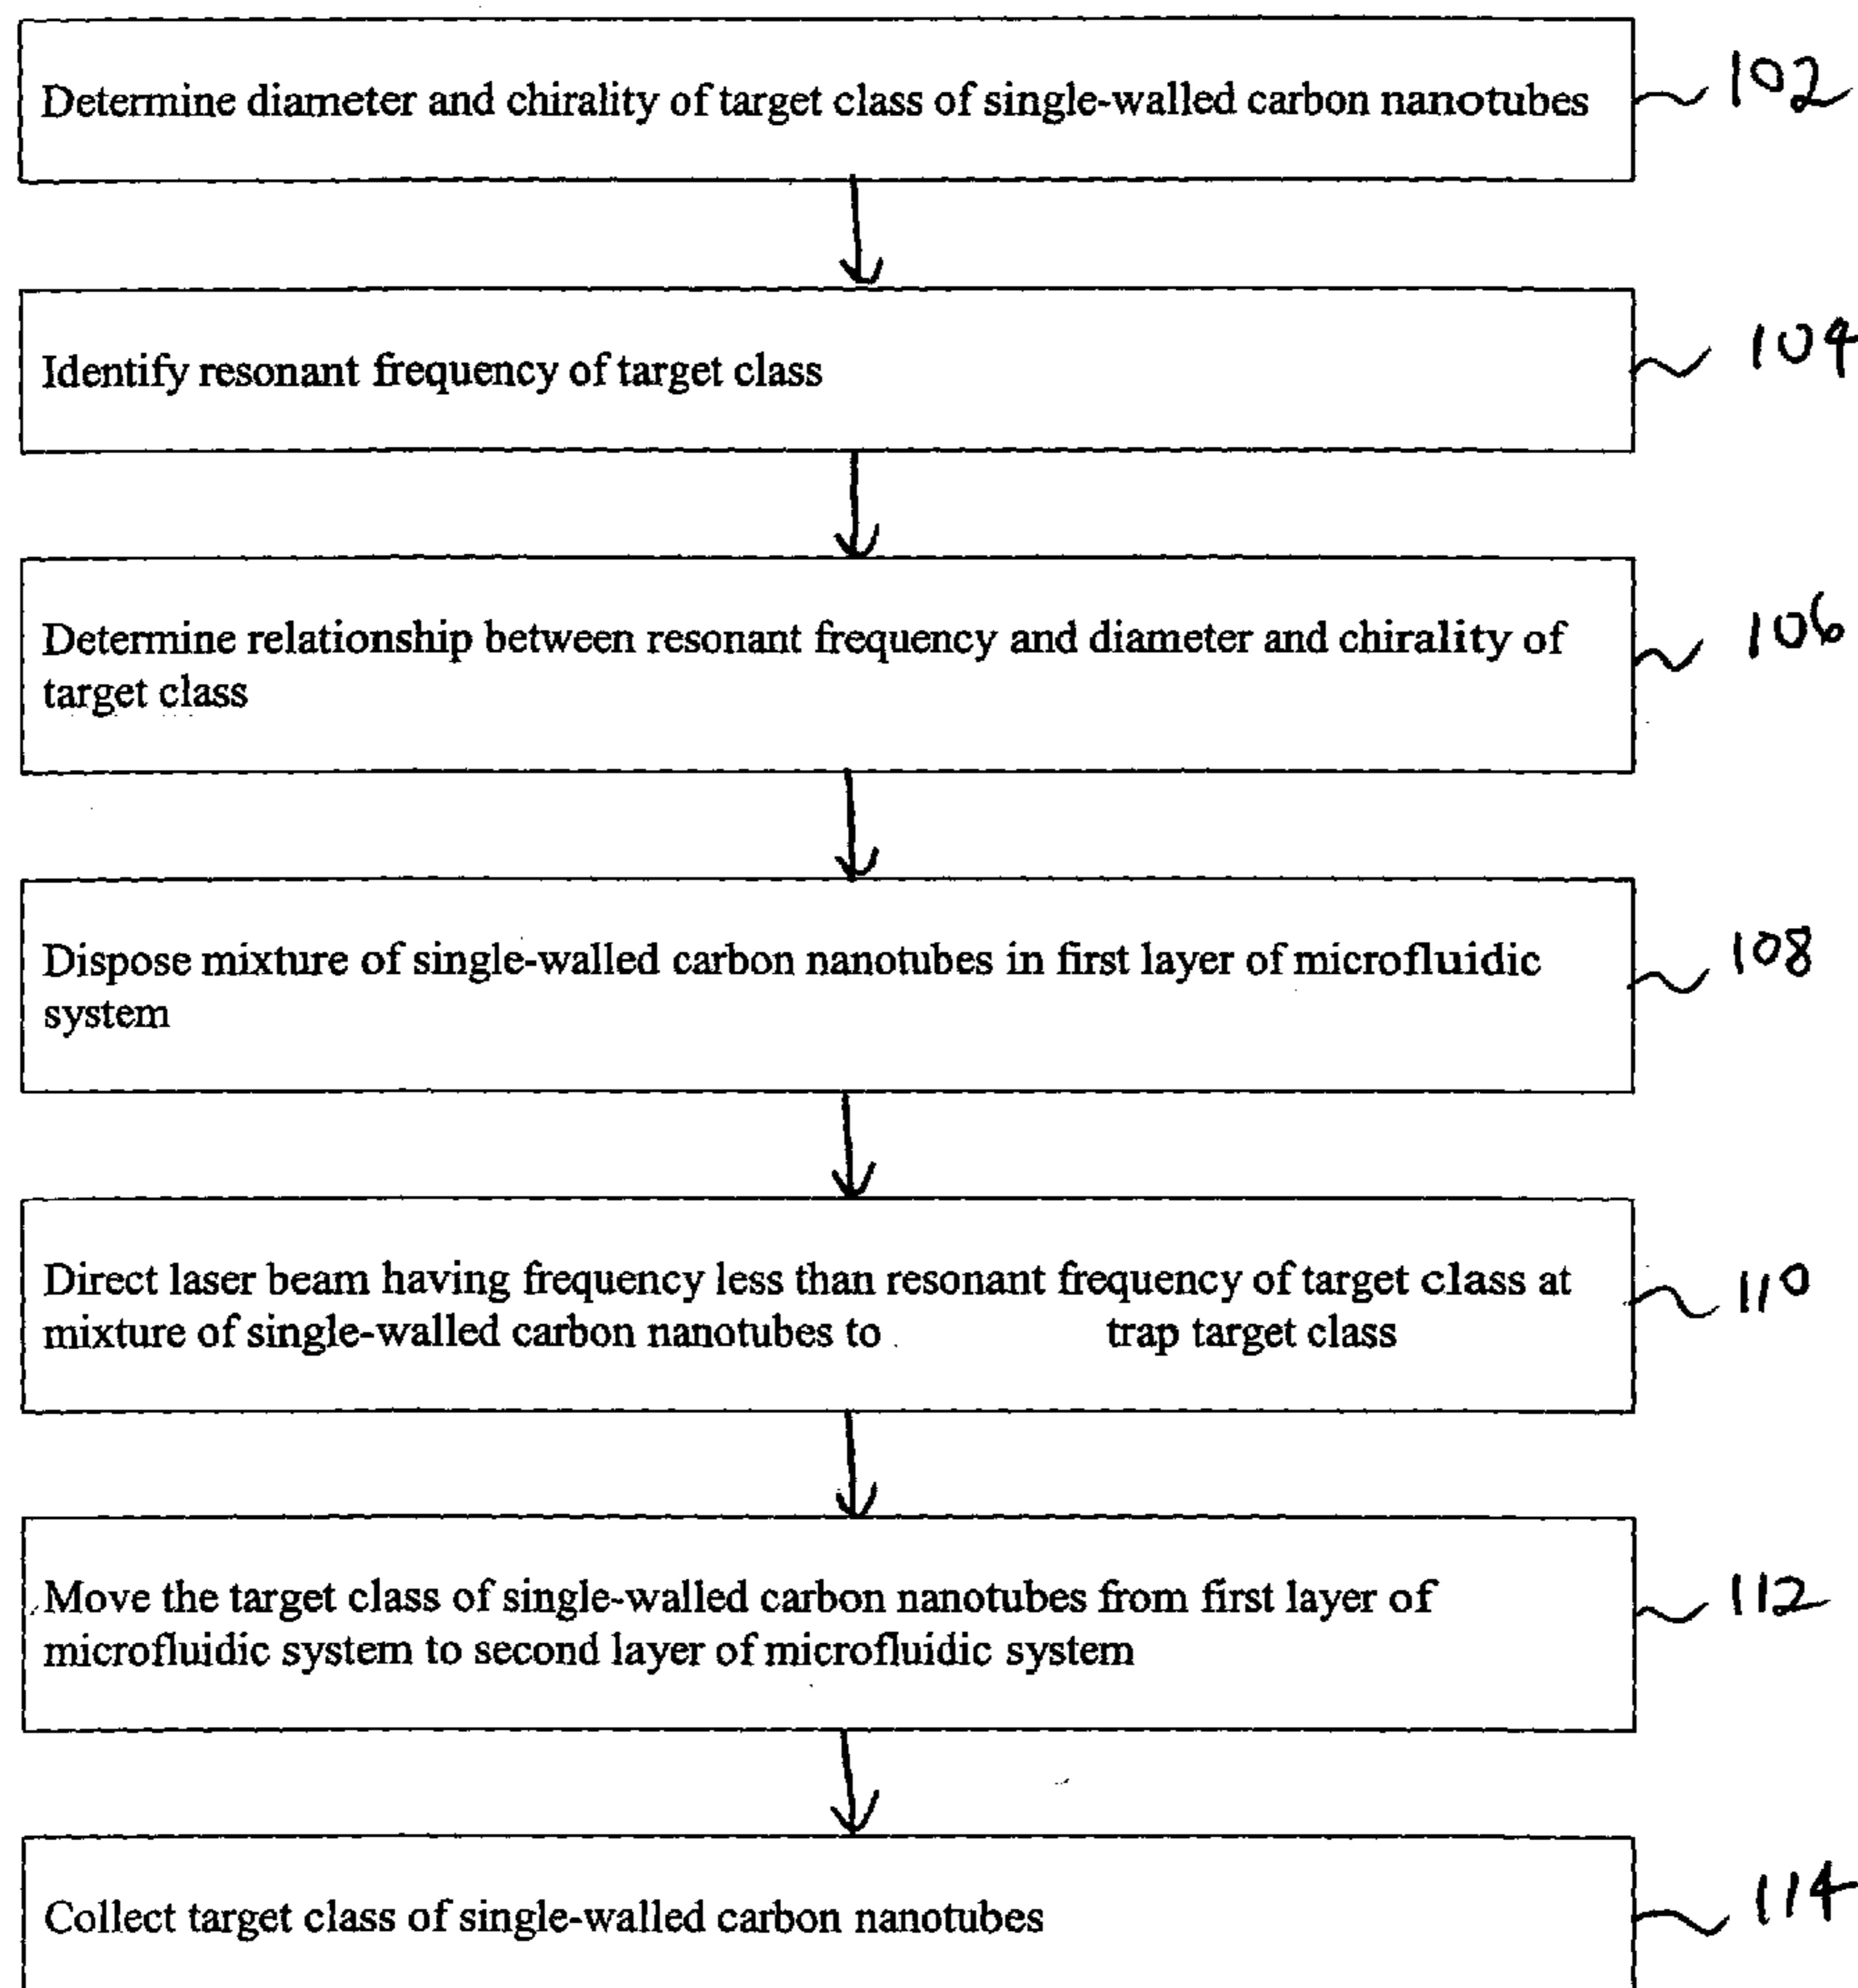 Determine diameter and chirality of target class of single-walled carbon nanotubes
102
Identify resonant frequency of target class
104
Determine relationship between resonant frequency and diameter and chirality of
target class
106
Dispose mixture of single-walled carbon nanotubes in first layer of microfluidic
system
108
Direct laser beam having frequency less than resonant frequency of target class at
mixture of single-walled carbon nanotubes to trap target class
110
Move the target class of single-walled carbon nanotubes from first layer of
microfluidic system to second layer of microfluidic system
112
Collect target class of single-walled carbon nanotubes
114